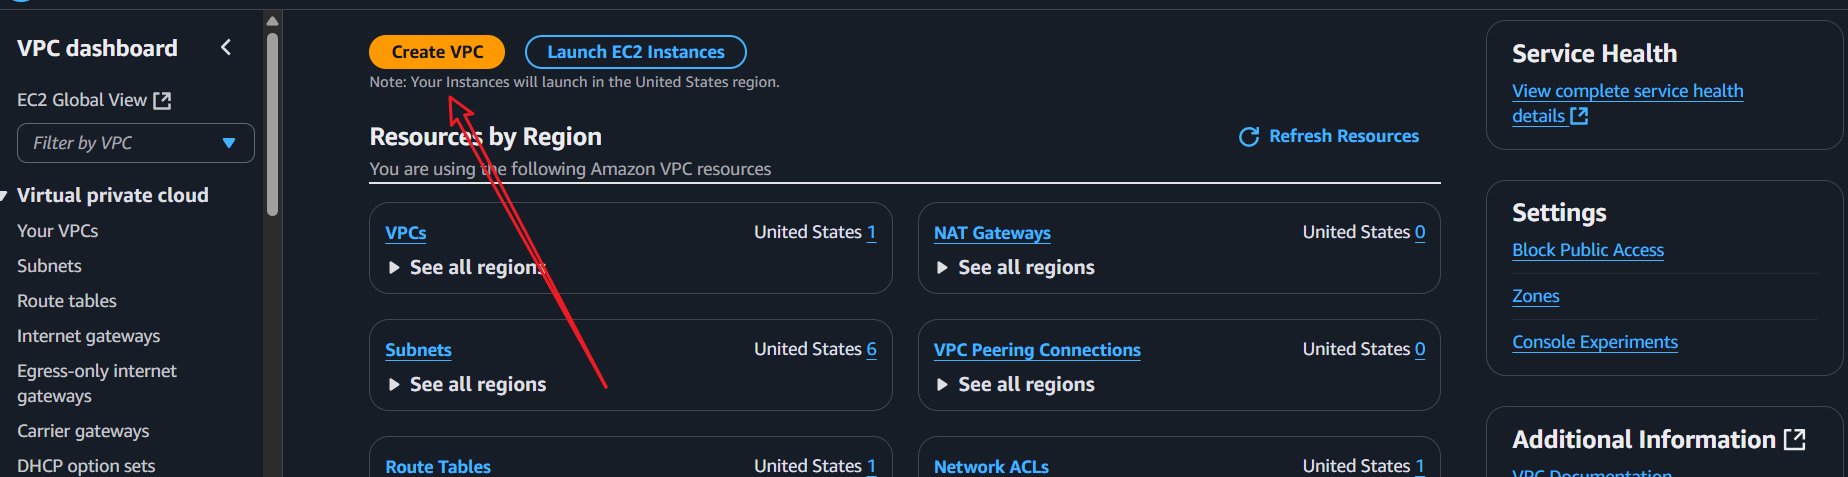 VPC dashboard
EC2 Global View
Filter by VPC
Virtual private cloud
Your VPCs
Subnets
Route tables
Internet gateways
Egress-only internet
gateways
Carrier gateways
DHCP option sets
Create VPC
Launch EC2 Instances
Note: Your Instances will launch in the United States region.
Resources by Region
Refresh Resources
You are using the following Amazon VPC resources
VPCs
United States 1
See all regions
NAT Gateways
United States 0
See all regions
Subnets
United States 6
See all regions
VPC Peering Connections
United States 0
See all regions
Route Tables
United States 1
Network ACLs
United States 1
Service Health
View complete service health
details
Settings
Block Public Access
Zones
Console Experiments
Additional Information
VPC Documentation